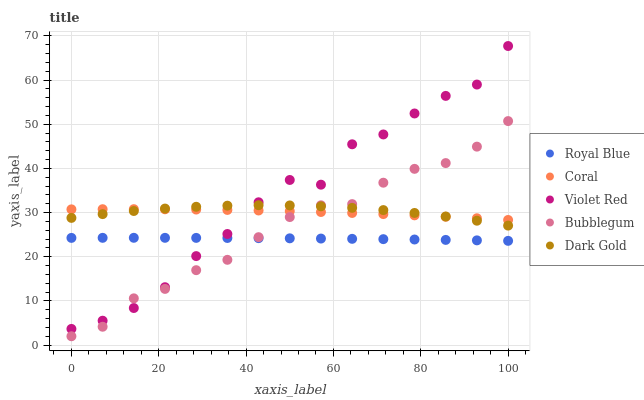 title
yaxis_label
70
60
50
40
30
20
10
0
0 20 40 60 80 100
xaxis_label
Royal Blue
Coral
Violet Red
Bubblegum
Dark Gold